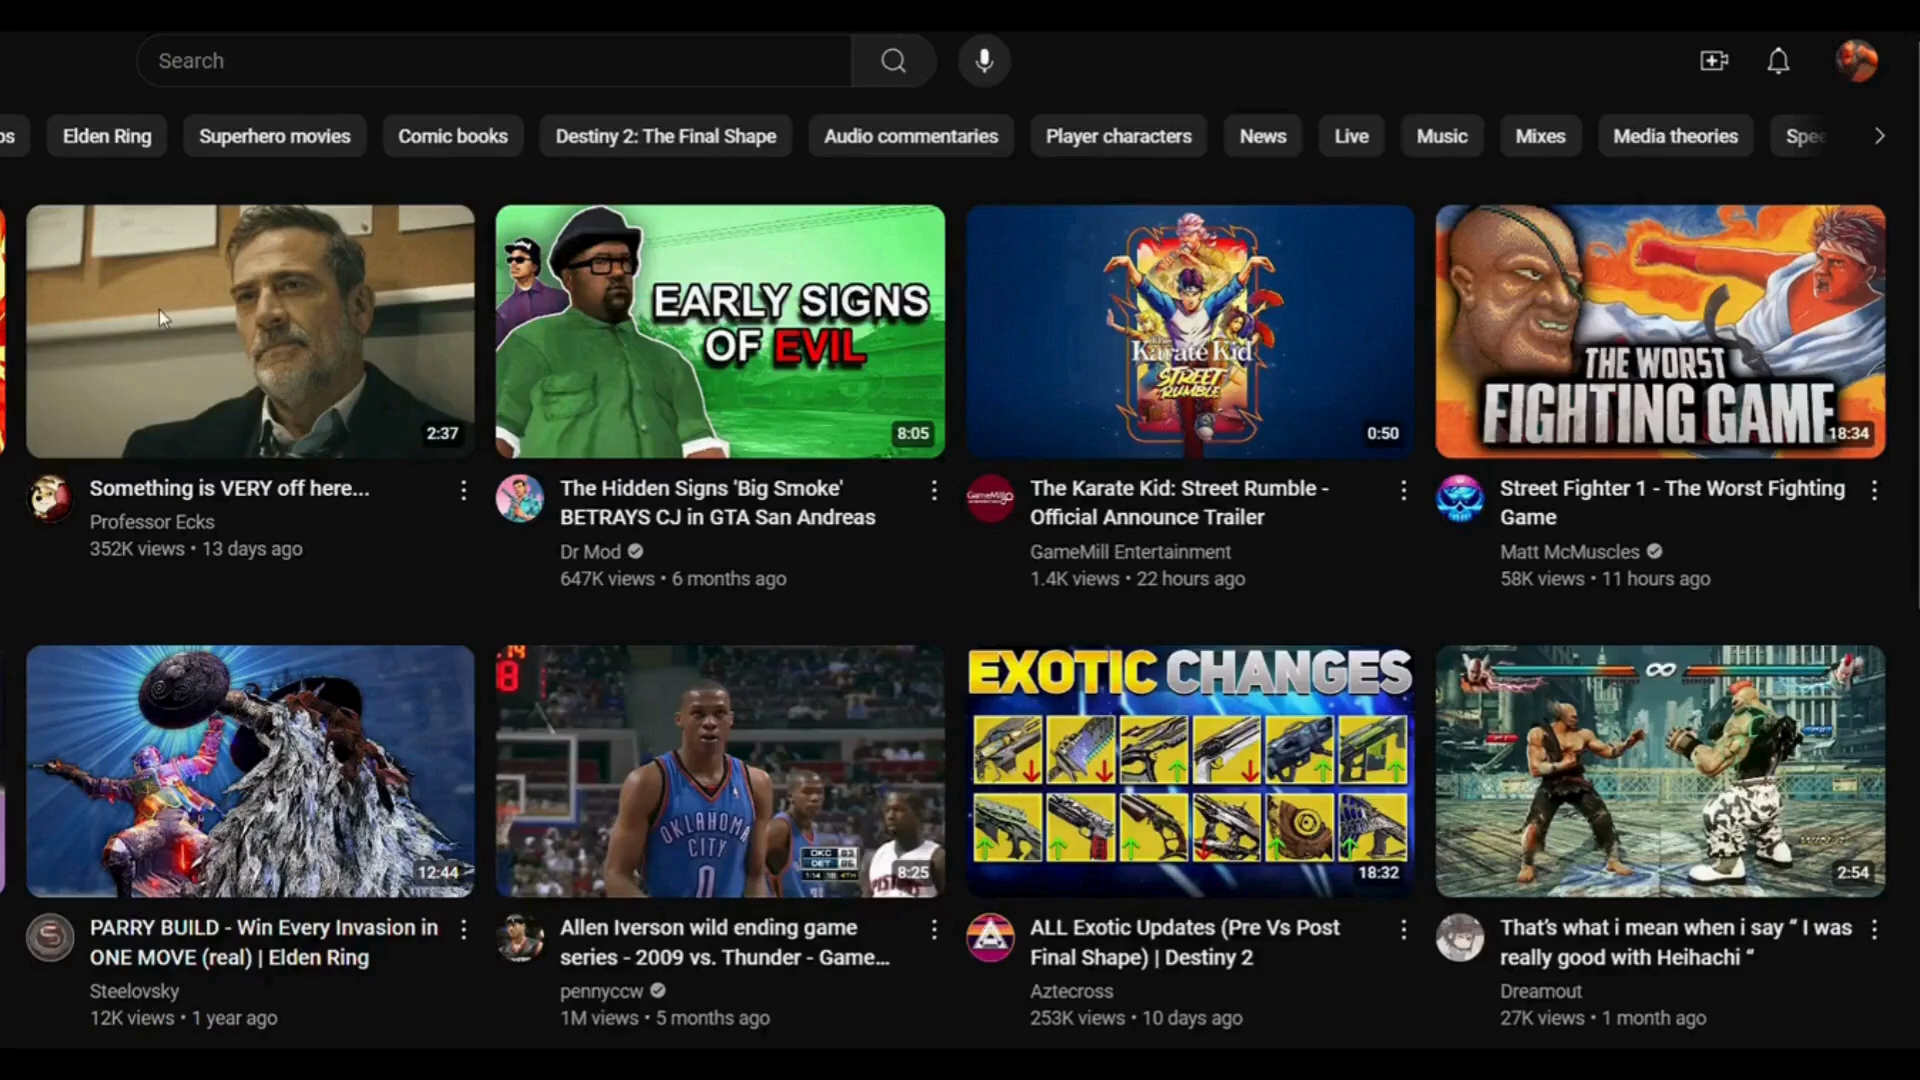 Search
os
Elden Ring
Superhero movies
Comic books
Destiny 2: The Final Shape
Audio commentaries
Player characters
News
Live
Music
Mixes
Media theories
Spee
2:37
EARLY SIGNS
OF EVIL
8:05
Karate Kid
STREET
RUMBLE
0:50
THE WORST
FIGHTING GAME
18:34
Something is VERY off here...
Professor Ecks
352K views • 13 days ago
The Hidden Signs 'Big Smoke'
BETRAYS CJ in GTA San Andreas
Dr Mod
647K views • 6 months ago
GameMill
The Karate Kid: Street Rumble -
Official Announce Trailer
GameMill Entertainment
1.4K views • 22 hours ago
Street Fighter 1 - The Worst Fighting
Game
Matt McMuscles
58K views • 11 hours ago
12:44
OKLAHOMA
CITY
0
8:25
EXOTIC CHANGES
18:32
2:54
PARRY BUILD - Win Every Invasion in
ONE MOVE (real) | Elden Ring
Steelovsky
12K views • 1 year ago
Allen Iverson wild ending game
series - 2009 vs. Thunder - Game...
pennyccw
1M views • 5 months ago
ALL Exotic Updates (Pre Vs Post
Final Shape) | Destiny 2
Aztecross
253K views • 10 days ago
That's what i mean when i say “ I was
really good with Heihachi “
Dreamout
27K views • 1 month ago